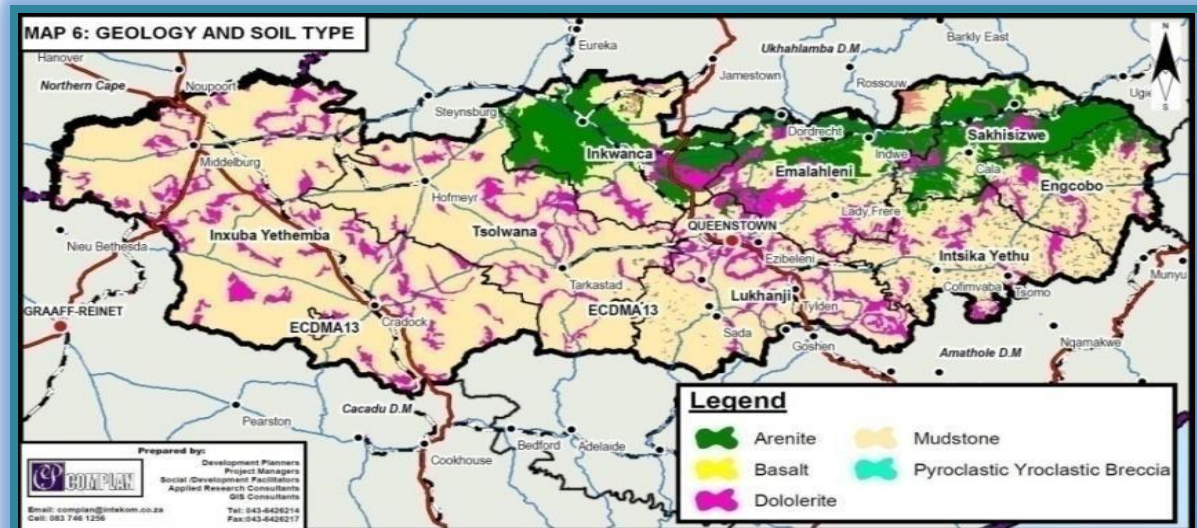 MAP 6: GEOLOGY AND SOIL TYPE
Hanover
Northern Cape
Noupoort
Eureka
Ukhahlamba D.M
Barkly East
N
S
Jamestown
Rossouw
Ugie
Steynsburg
Dordrecht
Sakhisizwe
Middelburg
Inkwanca
Indwe
Emalahleni
Cala
Engcobo
Hofmeyr
Lady Frere
Nieu Bethesda
Inxuba Yethemba
Tsolwana
QUEENSTOWN
Ezibeleni
Intsika Yethu
Munyu
Tarkastad
Cofimvaba
Tsomo
GRAAFF-REINET
ECDMA13
Cradock
ECDMA13
Lukhanji
Tylden
Sada
Goshen
Nqamakwe
Amathole D.M
Cacadu D.M
Pearston
Bedford
Adelaide
Cookhouse
Legend
Arenite
Mudstone
Basalt
Pyroclastic Yroclastic Breccia
Dololerite
Prepared by:
COMPLAN
Development Planners
Project Managers
Social /Development Facilitators
Applied Research Consultants
GIS Consultants
Email: complan@intekom.co.za
Tel: 043-6426214
Cell: 083 746 1256
Fax:043-6426217